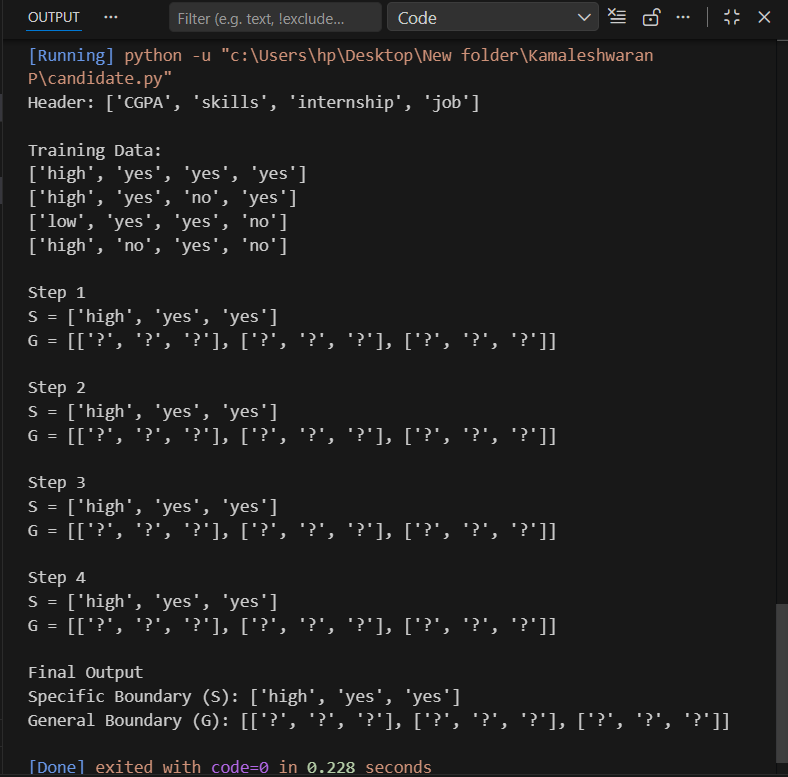 OUTPUT ··· Filter (e.g. text, !exclude... Code ···
[Running] python -u "c:\Users\hp\Desktop\New folder\Kamaleshwaran
P\candidate.py"
Header: ['CGPA', 'skills', 'internship', 'job']

Training Data:
['high', 'yes', 'yes', 'yes']
['high', 'yes', 'no', 'yes']
['low', 'yes', 'yes', 'no']
['high', 'no', 'yes', 'no']

Step 1
S = ['high', 'yes', 'yes']
G = [['?', '?', '?'], ['?', '?', '?'], ['?', '?', '?']]

Step 2
S = ['high', 'yes', 'yes']
G = [['?', '?', '?'], ['?', '?', '?'], ['?', '?', '?']]

Step 3
S = ['high', 'yes', 'yes']
G = [['?', '?', '?'], ['?', '?', '?'], ['?', '?', '?']]

Step 4
S = ['high', 'yes', 'yes']
G = [['?', '?', '?'], ['?', '?', '?'], ['?', '?', '?']]

Final Output
Specific Boundary (S): ['high', 'yes', 'yes']
General Boundary (G): [['?', '?', '?'], ['?', '?', '?'], ['?', '?', '?']]

[Done] exited with code=0 in 0.228 seconds